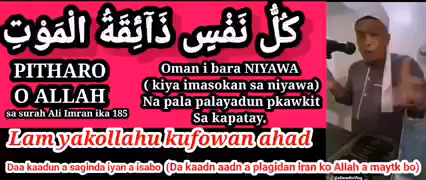 كُلُّ نَفْسٍ ذَآئِقَةُ الْمَوْتِ
PITHARO
O ALLAH
sa surah Ali Imran ika 185
Oman i bara NIYAWA
( kiya imasokan sa niyawa)
Na pala palayadun pkawkit
Sa kapatay.
Lam yakollahu kufowan ahad
Daa kaadun a saginda iyan a isabo (Da kaadn aadn a plagidan iran ko Allah a maytk bo)